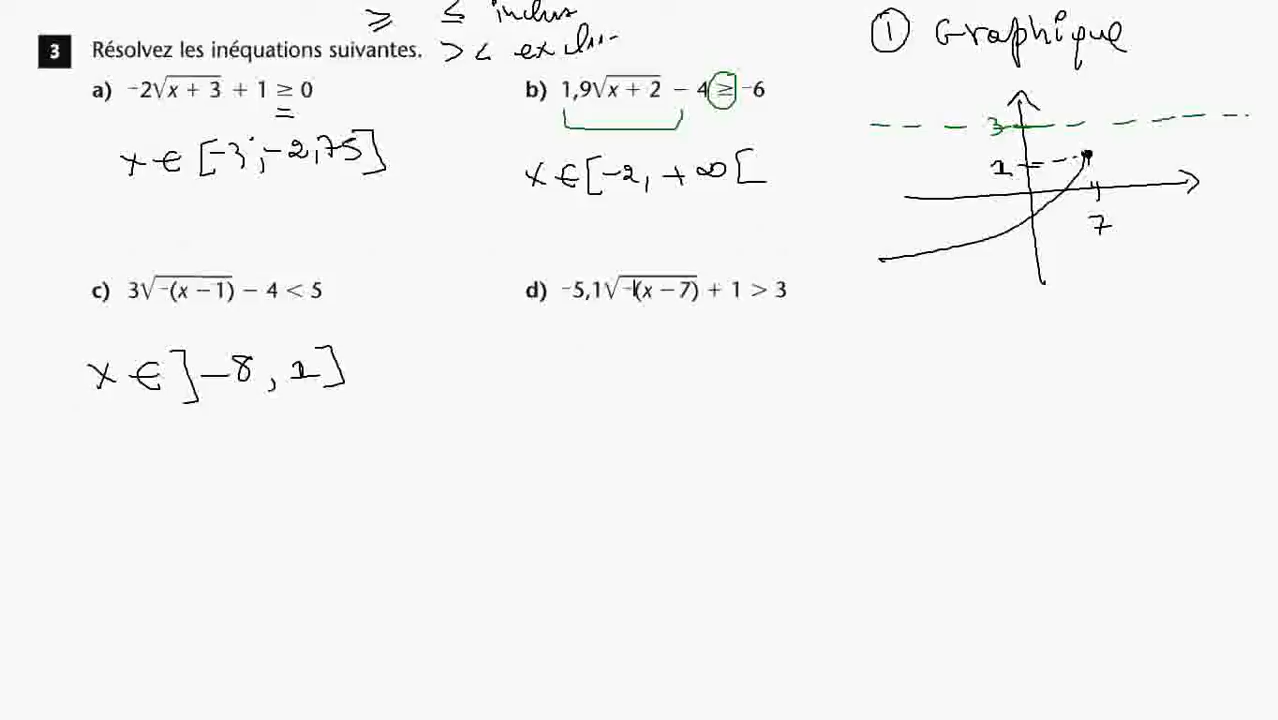 ≥ ≤ inclus
3 Résolvez les inéquations suivantes. > < exclus
a) -2√(x + 3) + 1 ≥ 0
x ∈ [-3 ; -2,75]
b) 1,9√(x + 2) - 4 ≥ -6
x ∈ [-2, +∞[
c) 3√(-(x - 1)) - 4 < 5
x ∈ ]-8, 1]
d) -5,1√(-(x - 7)) + 1 > 3
① Graphique
3
1
7